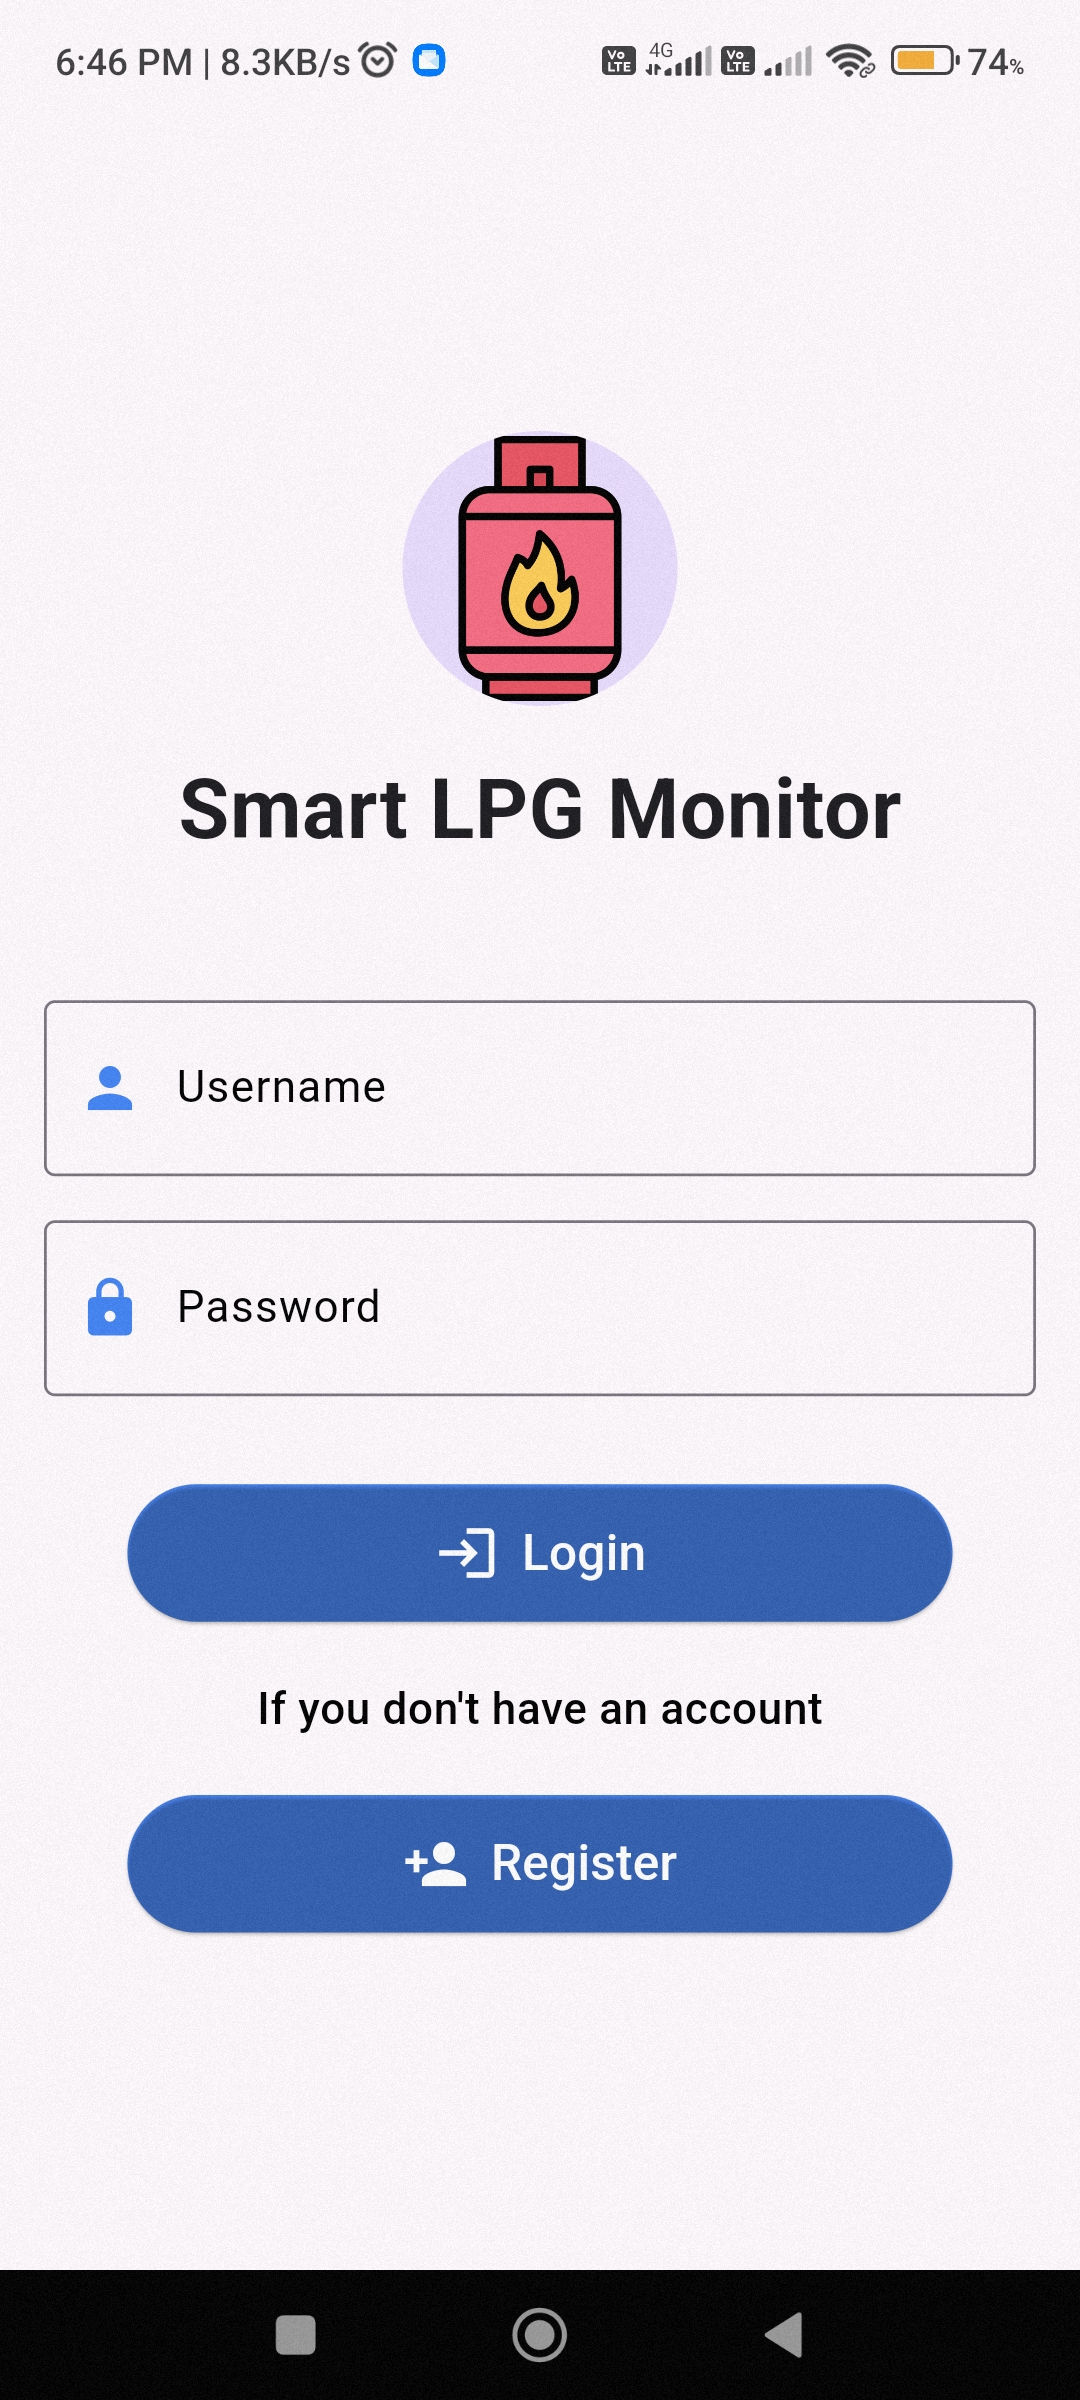 6:46 PM | 8.3KB/s Vo LTE 4G Vo LTE 74%
Smart LPG Monitor
Username
Password
Login
If you don't have an account
Register